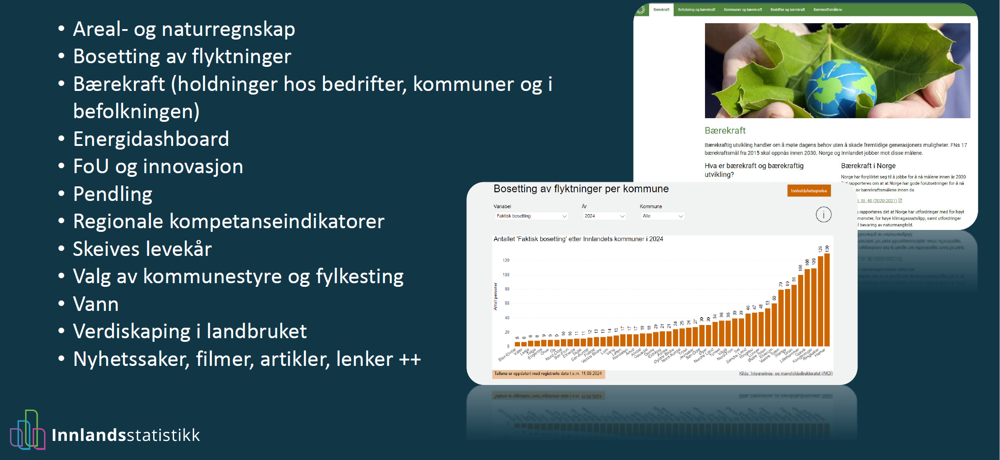 • Areal- og naturregnskap
• Bosetting av flyktninger
• Bærekraft (holdninger hos bedrifter, kommuner og i
befolkningen)
• Energidashboard
• FoU og innovasjon
• Pendling
• Regionale kompetanseindikatorer
• Skeives levekår
• Valg av kommunestyre og fylkesting
• Vann
• Verdiskaping i landbruket
• Nyhetssaker, filmer, artikler, lenker ++
Innlandsstatistikk
Bærekraft Befolkning og bærekraft Kommuner og bærekraft Bedrifter og bærekraft Bærekraftsmålene
Bærekraft
Bærekraftig utvikling handler om å møte dagens behov uten å skade fremtidige generasjoners muligheter. FNs 17
bærekraftsmål fra 2015 skal oppnås innen 2030. Norge og Innlandet jobber mot disse målene.
Hva er bærekraft og bærekraftig
utvikling?
Bærekraft i Norge
Norge har forpliktet seg til å jobbe for å nå målene innen år 2030.
rapporteres om at at Norge har gode forutsetninger for å nå
av bærekraftsmålene innen da.
St. 40 (2020-2021)
rapporteres det at Norge har utfordringer med for høyt
mønster, for høye klimagassutslipp, samt utfordringer
l bevaring av naturmangfold.
Bosetting av flyktninger per kommune
Innholdsfortegnelse
Variabel År Kommune
Faktisk bosetting 2024 Alle
i
Antallet 'Faktisk bosetting' etter Innlandets kommuner i 2024
Antall personer
120
100
80
60
40
20
0
6 6 8 8 9 9 9 10 10 11 11 12 13 13 14 15 17 17 17 18 18 20 21 21 24 25 26 27 30 30 34 36 36 39 39 46 47 48 53 60 79 80 86 100 108 109 126 130
Stor-Elvdal Våler Lesja Tolga Engerdal Grue Os Nord-Odal Sør-Fron Etnedal Skjåk Sør-Aurdal Folldal Vestre Slidre Lom Vang Løten Rendalen Åmot Alvdal Gausdal Dovre Eidskog Åsnes Øystre Slidre Nord-Aurdal Trysil Jevnaker Sør-Odal Øyer Nordre Land Tynset Vågå Nord-Fron Sel Søndre Land Ringebu Lunner Østre Toten Elverum Vestre Toten Stange Gran Lillehammer Gjøvik Kongsvinger Ringsaker Hamar
Tallene er oppdatert med registrerte data t.o.m. 11.09.2024
Kilde: Integrerings- og mangfoldsdirektoratet (IMDi)